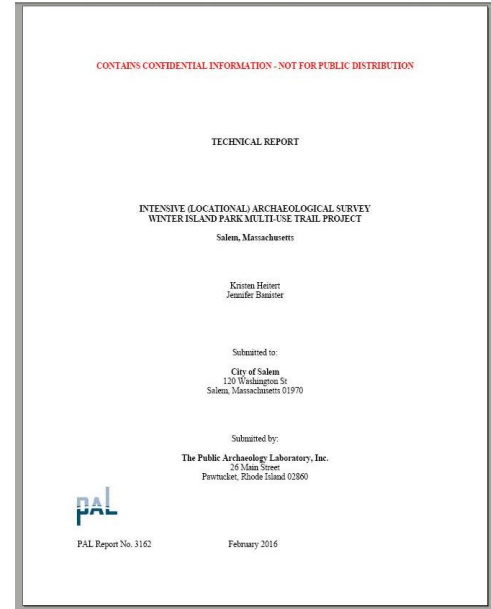 CONTAINS CONFIDENTIAL INFORMATION - NOT FOR PUBLIC DISTRIBUTION
TECHNICAL REPORT
INTENSIVE (LOCATIONAL) ARCHAEOLOGICAL SURVEY
WINTER ISLAND PARK MULTI-USE TRAIL PROJECT
Salem, Massachusetts
Kristen Heitert
Jennifer Banister
Submitted to:
City of Salem
120 Washington St
Salem, Massachusetts 01970
Submitted by:
The Public Archaeology Laboratory, Inc.
26 Main Street
Pawtucket, Rhode Island 02860
pAL
PAL Report No. 3162 February 2016